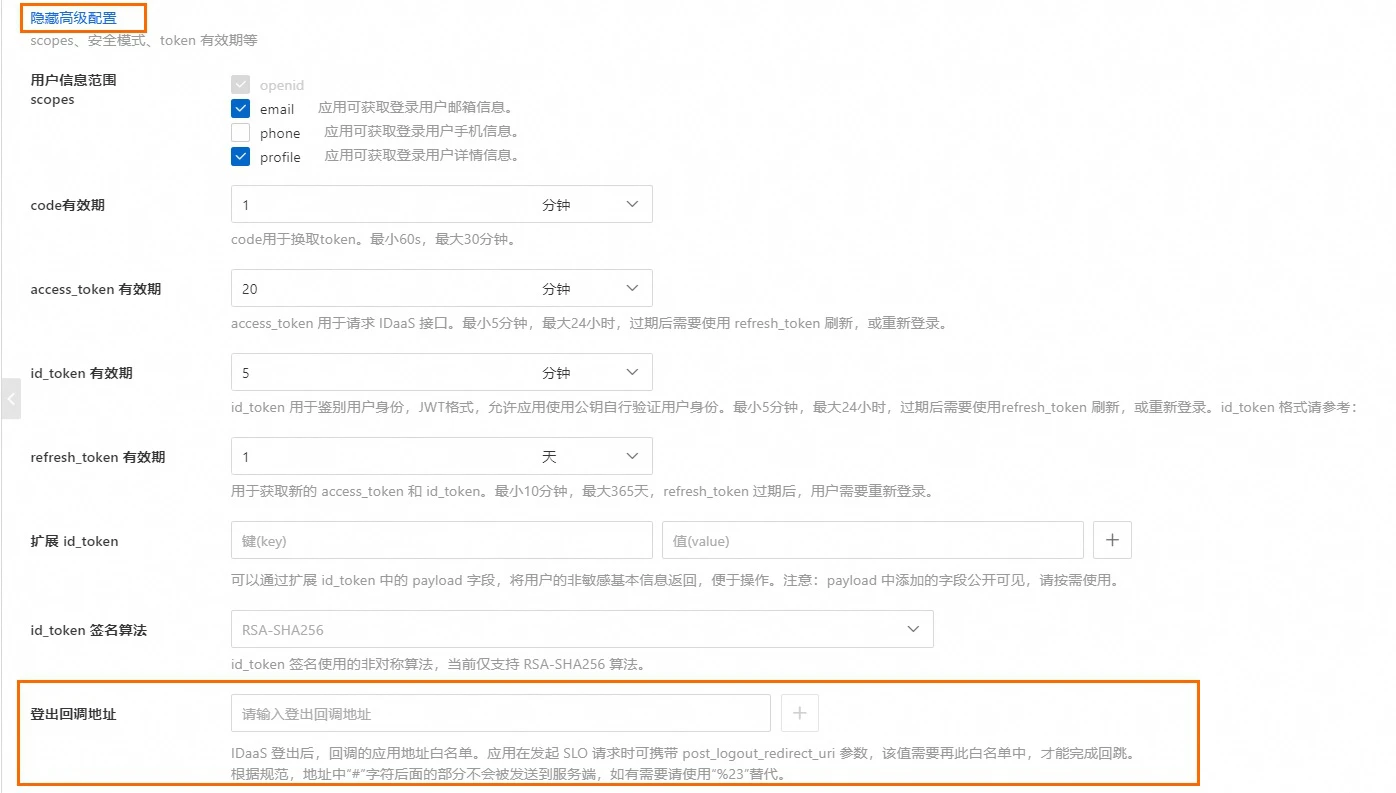 隐藏高级配置
scopes、安全模式、token 有效期等
用户信息范围
scopes
openid
email 应用可获取登录用户邮箱信息。
phone 应用可获取登录用户手机信息。
profile 应用可获取登录用户详情信息。
code有效期 1 分钟
code用于换取token。最小60s，最大30分钟。
access_token 有效期 20 分钟
access_token 用于请求 IDaaS 接口。最小5分钟，最大24小时，过期后需要使用 refresh_token 刷新，或重新登录。
id_token 有效期 5 分钟
id_token 用于鉴别用户身份，JWT格式，允许应用使用公钥自行验证用户身份。最小5分钟，最大24小时，过期后需要使用refresh_token 刷新，或重新登录。id_token 格式请参考：
refresh_token 有效期 1 天
用于获取新的 access_token 和 id_token。最小10分钟，最大365天，refresh_token 过期后，用户需要重新登录。
扩展 id_token 键(key) 值(value)
可以通过扩展 id_token 中的 payload 字段，将用户的非敏感基本信息返回，便于操作。注意：payload 中添加的字段公开可见，请按需使用。
id_token 签名算法 RSA-SHA256
id_token 签名使用的非对称算法，当前仅支持 RSA-SHA256 算法。
登出回调地址 请输入登出回调地址
IDaaS 登出后，回调的应用地址白名单。应用在发起 SLO 请求时可携带 post_logout_redirect_uri 参数，该值需要再此白名单中，才能完成回跳。
根据规范，地址中"#"字符后面的部分不会被发送到服务端，如有需要请使用"%23"替代。